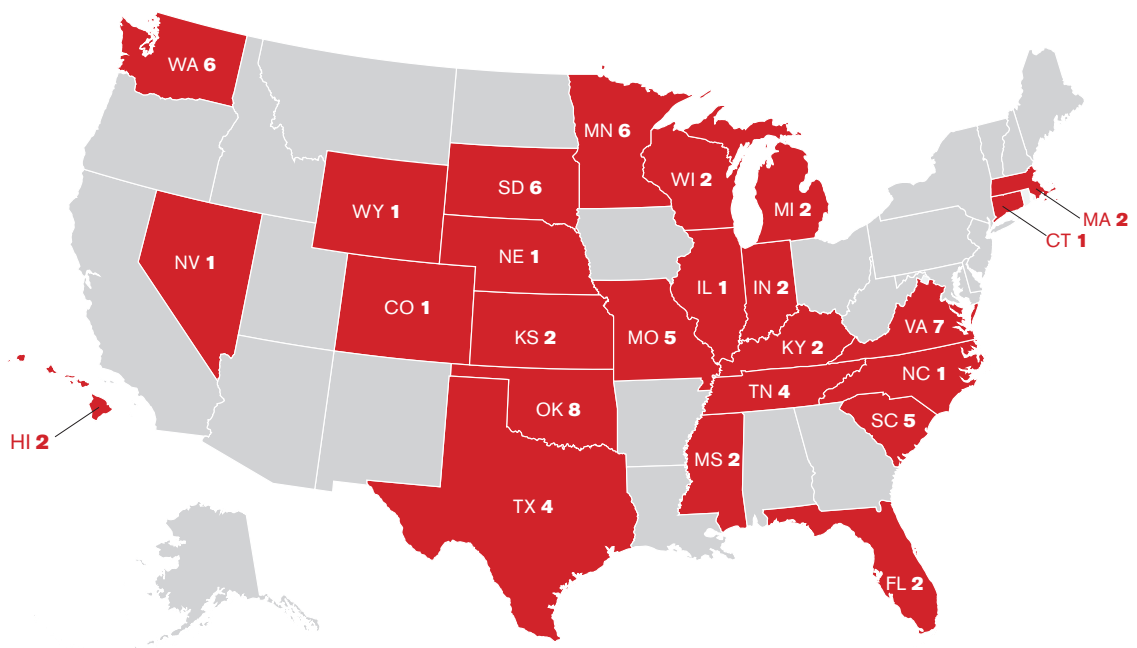 WA 6
MN 6
WI 2
SD 6
MI 2
WY 1
MA 2
CT 1
NE 1
NV 1
IL 1
IN 2
CO 1
VA 7
KS 2
MO 5
KY 2
NC 1
TN 4
OK 8
SC 5
HI 2
MS 2
TX 4
FL 2